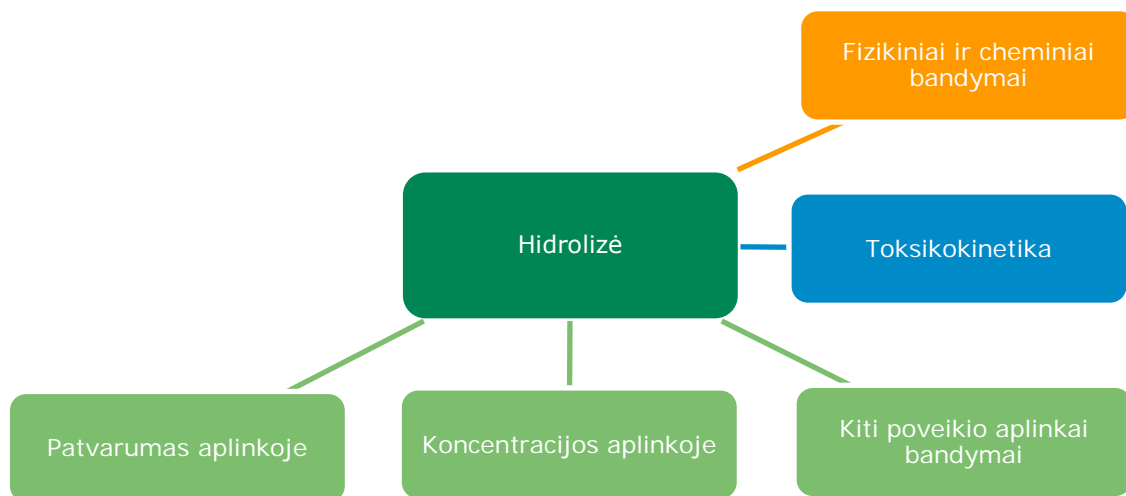 Fizikiniai ir cheminiai
bandymai
Hidrolizė
Toksikokinetika
Patvarumas aplinkoje
Koncentracijos aplinkoje
Kiti poveikio aplinkai
bandymai